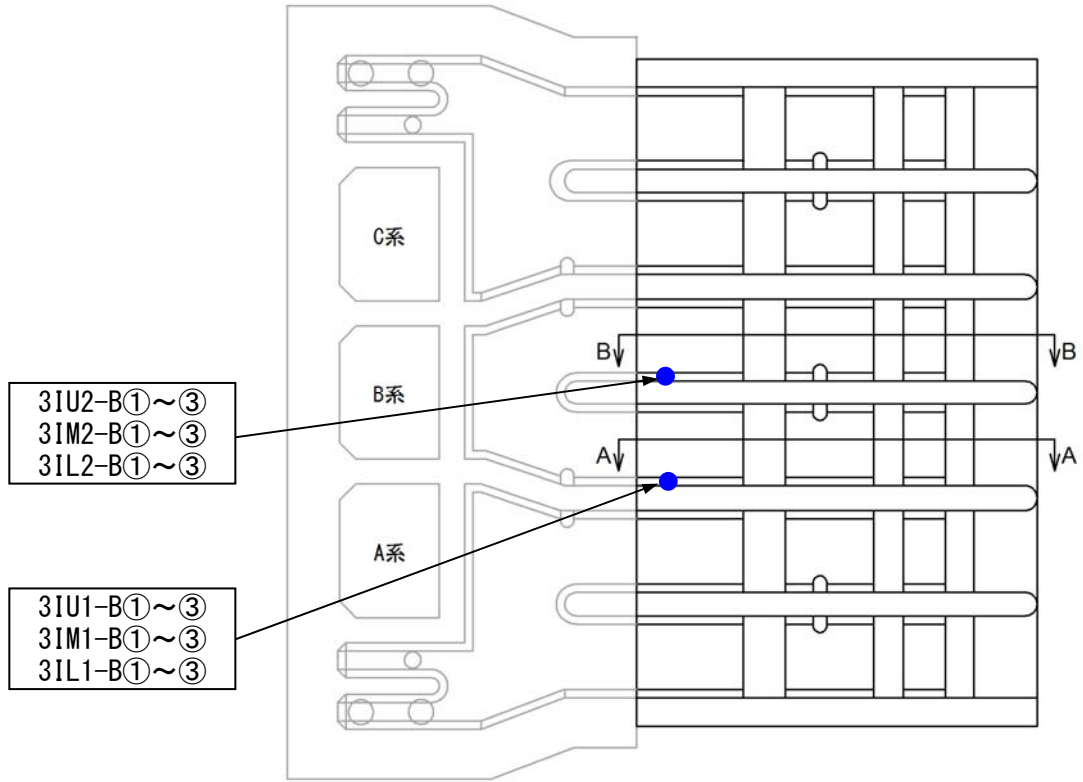 C系
B B
B系
3IU2-B①～③
3IM2-B①～③
3IL2-B①～③
A A
A系
3IU1-B①～③
3IM1-B①～③
3IL1-B①～③